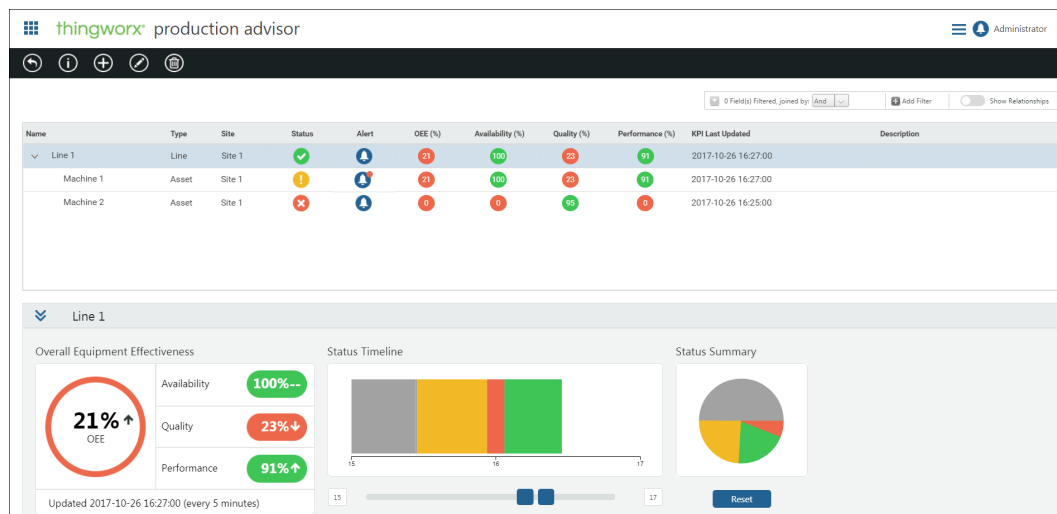 thingworx® production advisor
Administrator
0 Field(s) Filtered, joined by: And Add Filter Show Relationships
Name Type Site Status Alert OEE (%) Availability (%) Quality (%) Performance (%) KPI Last Updated Description
Line 1 Line Site 1 21 100 23 91 2017-10-26 16:27:00
Machine 1 Asset Site 1 21 100 23 91 2017-10-26 16:27:00
Machine 2 Asset Site 1 0 0 95 0 2017-10-26 16:25:00
Line 1
Overall Equipment Effectiveness
21%
OEE
Availability 100%--
Quality 23%
Performance 91%
Updated 2017-10-26 16:27:00 (every 5 minutes)
Status Timeline
15 16 17
15 17
Status Summary
Reset